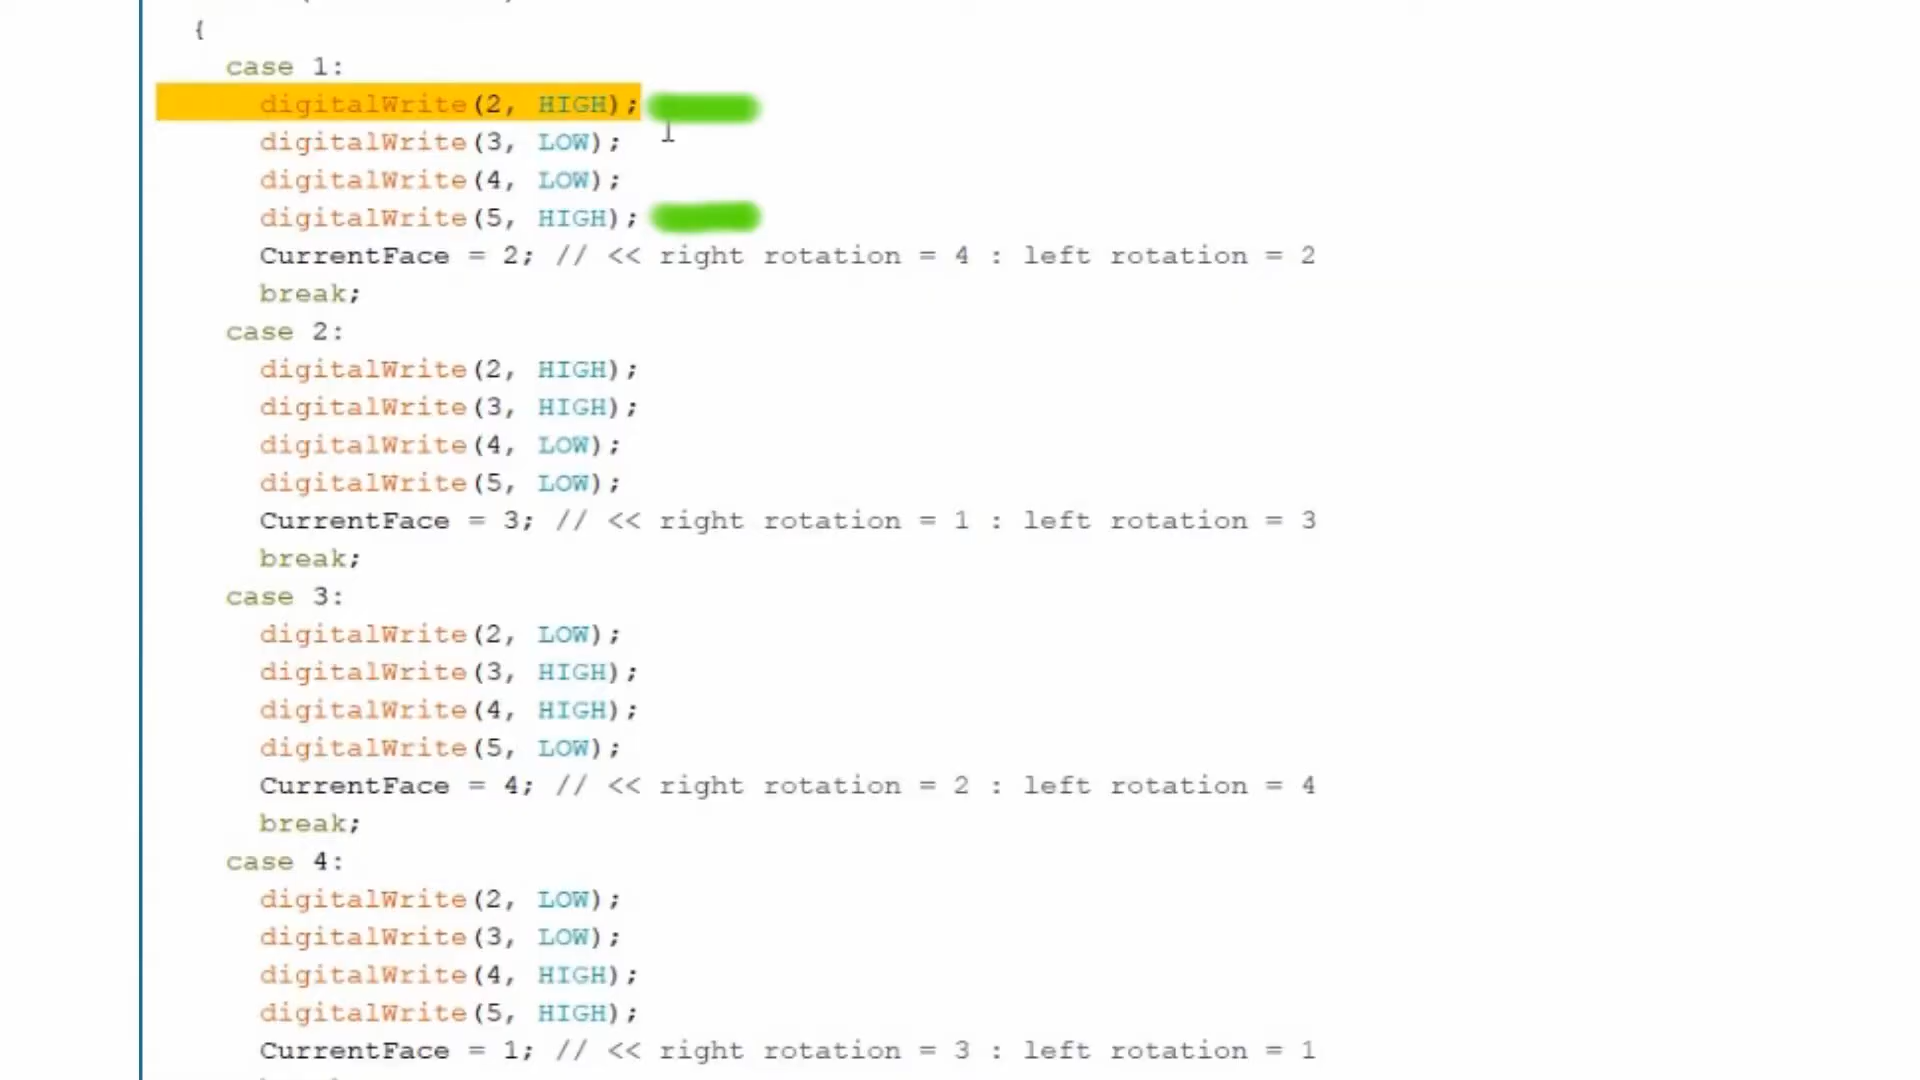 {
case 1:
digitalWrite(2, HIGH);
digitalWrite(3, LOW);
digitalWrite(4, LOW);
digitalWrite(5, HIGH);
CurrentFace = 2; // << right rotation = 4 : left rotation = 2
break;
case 2:
digitalWrite(2, HIGH);
digitalWrite(3, HIGH);
digitalWrite(4, LOW);
digitalWrite(5, LOW);
CurrentFace = 3; // << right rotation = 1 : left rotation = 3
break;
case 3:
digitalWrite(2, LOW);
digitalWrite(3, HIGH);
digitalWrite(4, HIGH);
digitalWrite(5, LOW);
CurrentFace = 4; // << right rotation = 2 : left rotation = 4
break;
case 4:
digitalWrite(2, LOW);
digitalWrite(3, LOW);
digitalWrite(4, HIGH);
digitalWrite(5, HIGH);
CurrentFace = 1; // << right rotation = 3 : left rotation = 1